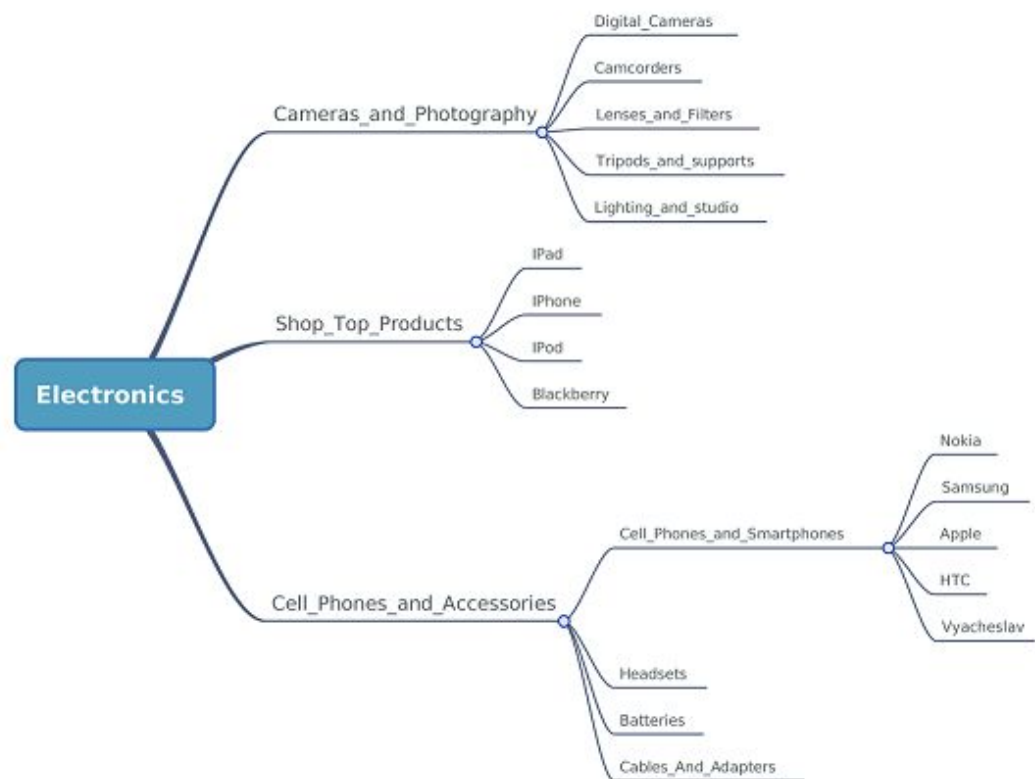 Digital_Cameras
Camcorders
Cameras_and_Photography
Lenses_and_Filters
Tripods_and_supports
Lighting_and_studio
IPad
IPhone
Shop_Top_Products
IPod
Blackberry
Electronics
Nokia
Samsung
Cell_Phones_and_Smartphones
Apple
HTC
Cell_Phones_and_Accessories
Vyacheslav
Headsets
Batteries
Cables_And_Adapters